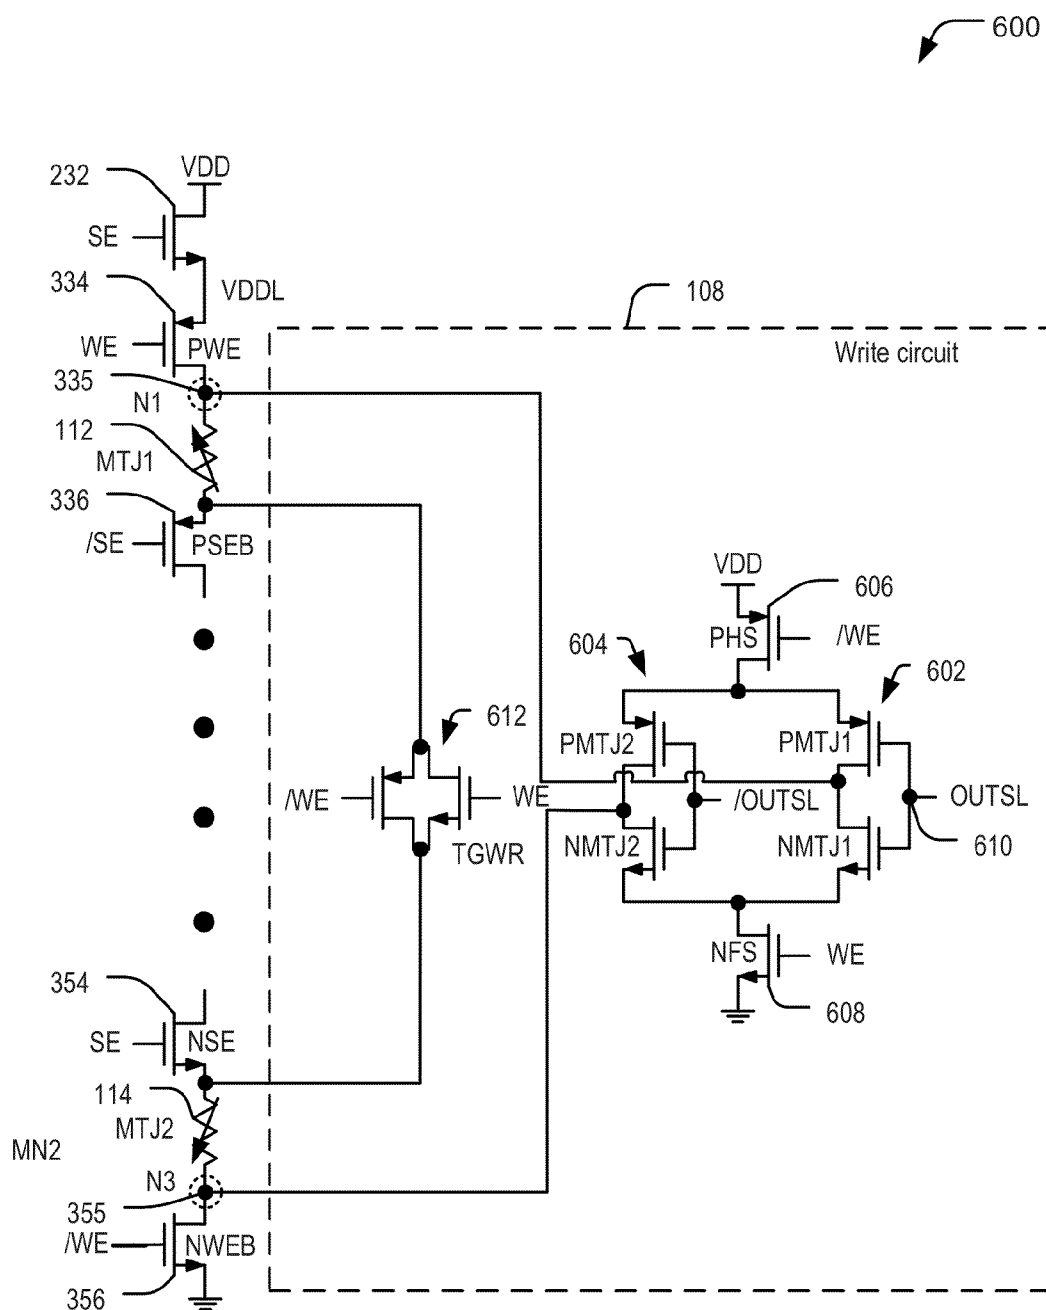 600
232
VDD
SE
334
VDDL
108
WE
PWE
Write circuit
335
N1
112
MTJ1
336
/SE
PSEB
VDD
606
PHS
/WE
604
602
612
PMTJ2
PMTJ1
/WE
WE
/OUTSL
OUTSL
TGWR
NMTJ2
NMTJ1
610
354
NFS
WE
608
SE
NSE
114
MTJ2
MN2
N3
355
/WE
NWEB
356